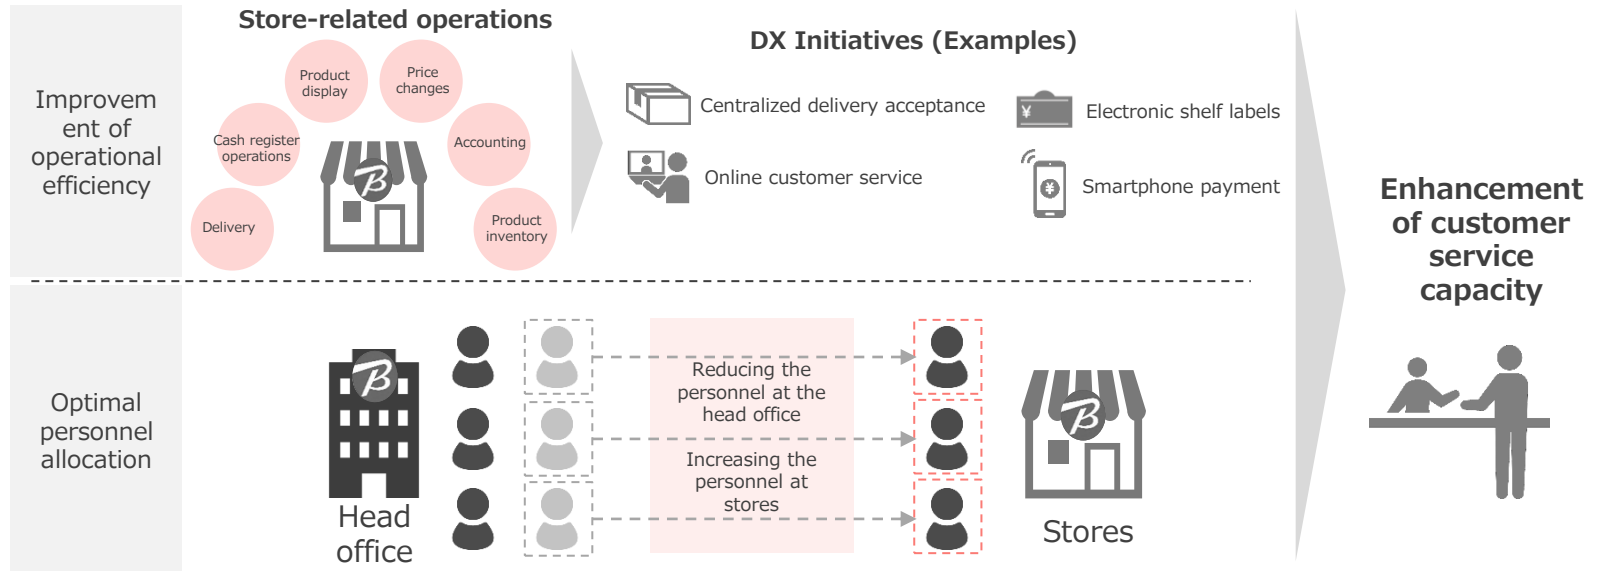 Improvem
ent of
operational
efficiency
Store-related operations
Product
display
Price
changes
Cash register
operations
Accounting
Delivery
Product
inventory
DX Initiatives (Examples)
Centralized delivery acceptance
¥
Electronic shelf labels
Online customer service
¥
Smartphone payment
Optimal
personnel
allocation
Head
office
Reducing the
personnel at the
head office
Increasing the
personnel at
stores
Stores
Enhancement
of customer
service
capacity